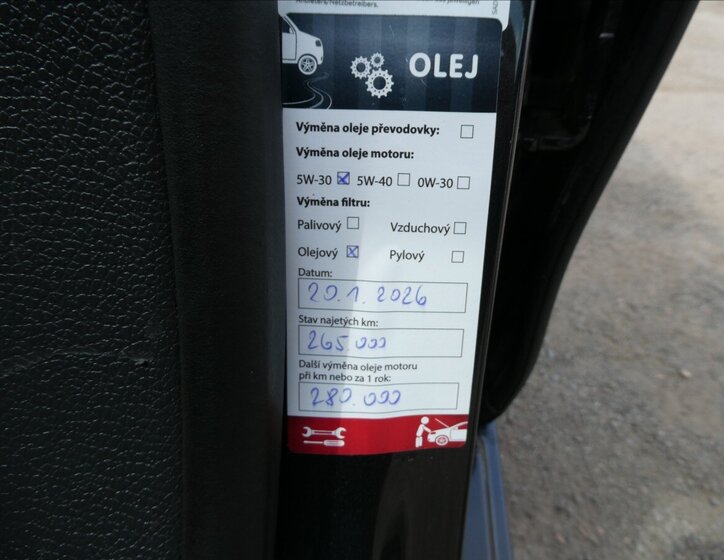 Anbieters/Netzbetreibers.
OLEJ
Výměna oleje převodovky:
Výměna oleje motoru:
5W-30 5W-40 0W-30
Výměna filtru:
Palivový Vzduchový
Olejový Pylový
Datum:
20.1.2026
Stav najetých km:
265.000
Další výměna oleje motoru
při km nebo za 1 rok:
280.000